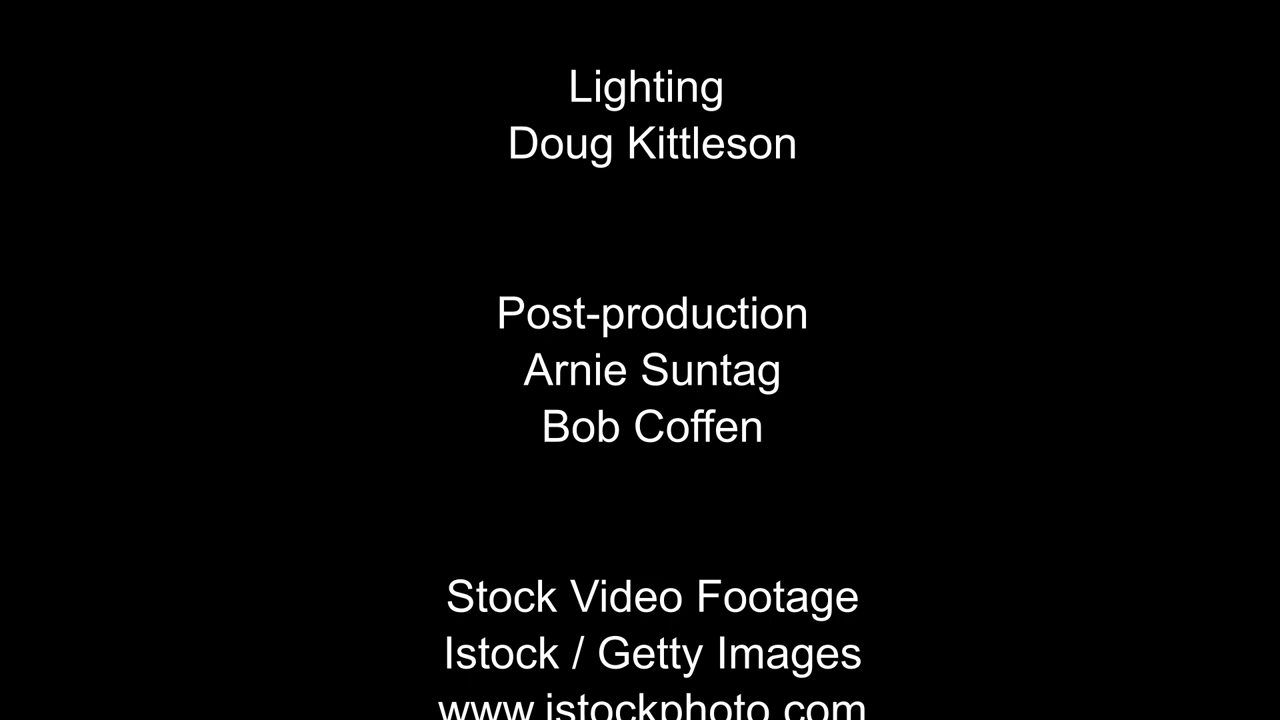 Lighting
Doug Kittleson
Post-production
Arnie Suntag
Bob Coffen
Stock Video Footage
Istock / Getty Images
www.istockphoto.com